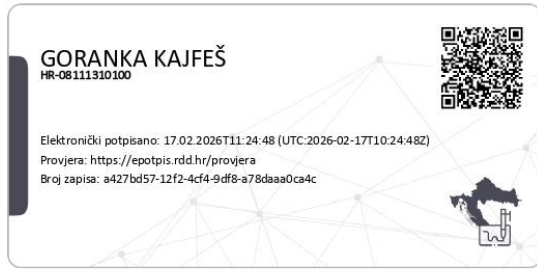 GORANKA KAJFEŠ
HR-08111310100
Elektronički potpisano: 17.02.2026T11:24:48 (UTC:2026-02-17T10:24:48Z)
Provjera: https://epotpis.rdd.hr/provjera
Broj zapisa: a427bd57-12f2-4cf4-9df8-a78daaa0ca4c